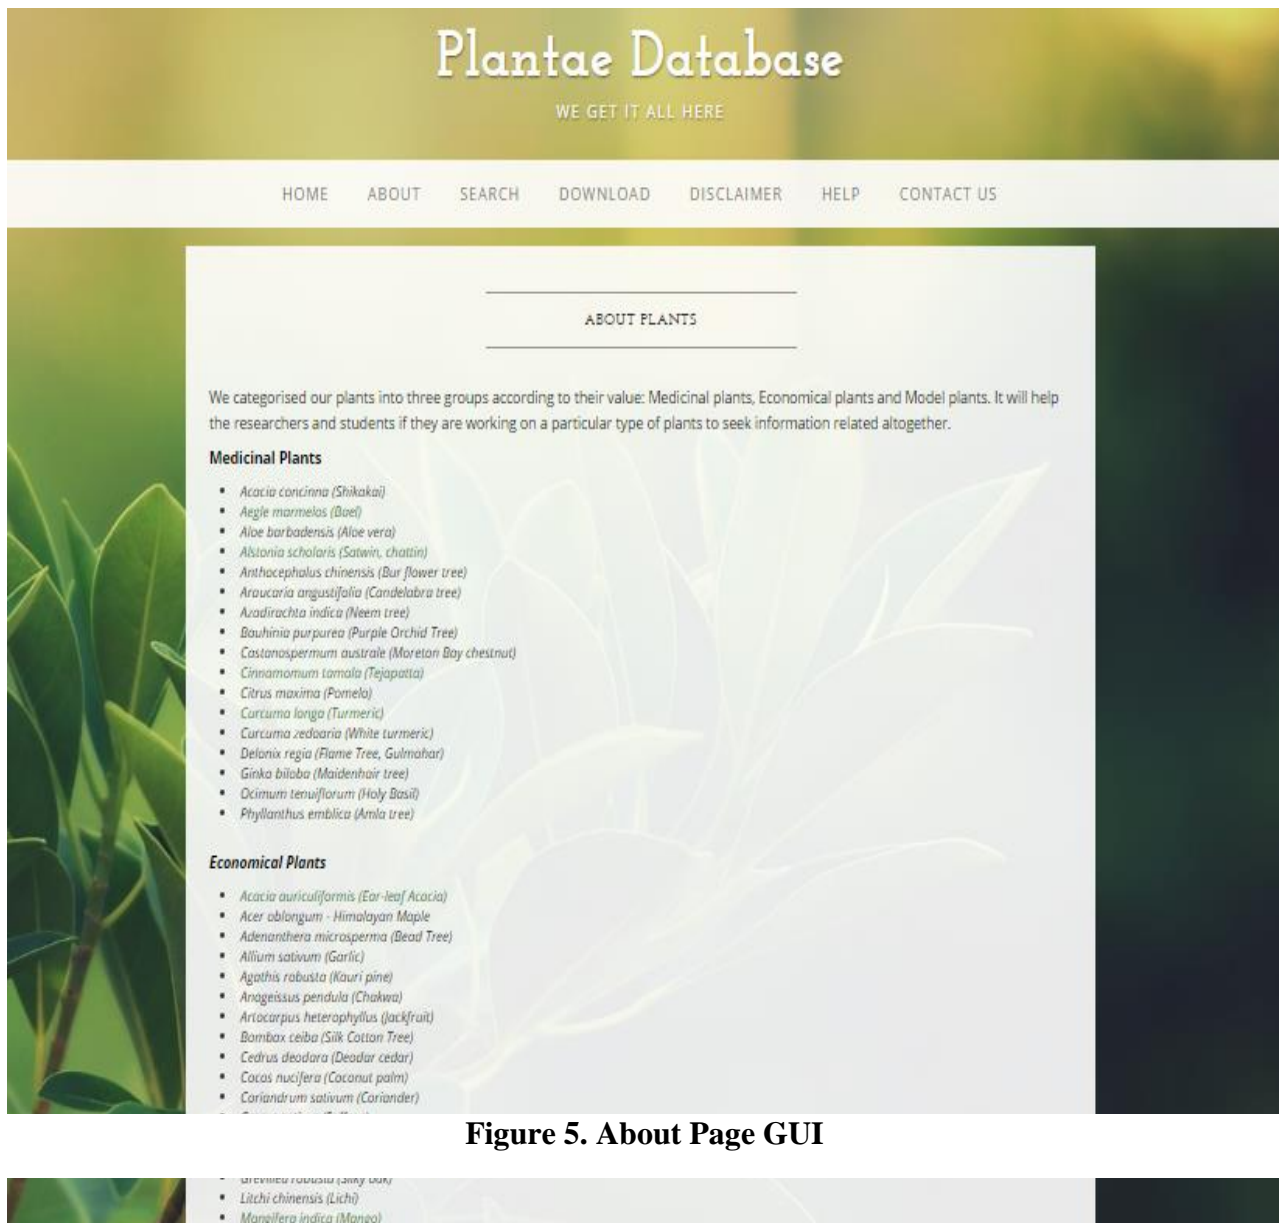 Plantae Database
WE GET IT ALL HERE
HOME ABOUT SEARCH DOWNLOAD DISCLAIMER HELP CONTACT US
ABOUT PLANTS
We categorised our plants into three groups according to their value: Medicinal plants, Economical plants and Model plants. It will help
the researchers and students if they are working on a particular type of plants to seek information related altogether.
Medicinal Plants
Acacia concinna (Shikakai)
Aegle marmelos (Bael)
Aloe barbadensis (Aloe vera)
Alstonia scholaris (Satwin, chattin)
Anthocephalus chinensis (Bur flower tree)
Araucaria angustifolia (Candelabra tree)
Azadirachta indica (Neem tree)
Bauhinia purpurea (Purple Orchid Tree)
Castanospermum australe (Moreton Bay chestnut)
Cinnamomum tamala (Tejapatta)
Citrus maxima (Pomelo)
Curcuma longa (Turmeric)
Curcuma zedoaria (White turmeric)
Delonix regia (Flame Tree, Gulmohar)
Ginko biloba (Maidenhair tree)
Ocimum tenuiflorum (Holy Basil)
Phyllanthus emblica (Amla tree)
Economical Plants
Acacia auriculiformis (Ear-leaf Acacia)
Acer oblongum - Himalayan Maple
Adenanthera microsperma (Bead Tree)
Allium sativum (Garlic)
Agathis robusta (Kauri pine)
Anogeissus pendula (Chakwa)
Artocarpus heterophyllus (Jackfruit)
Bombax ceiba (Silk Cotton Tree)
Cedrus deodara (Deodar cedar)
Cocos nucifera (Coconut palm)
Coriandrum sativum (Coriander)
Figure 5. About Page GUI
Grevillea robusta (Silky oak)
Litchi chinensis (Lichi)
Mangifera indica (Mango)